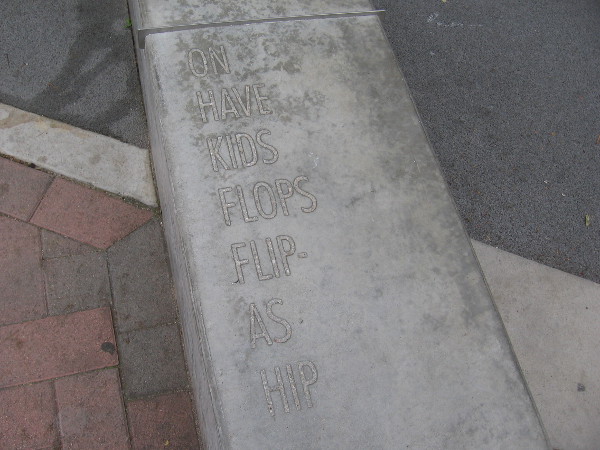 ON
HAVE
KIDS
FLOPS
FLIP-
AS
HIP